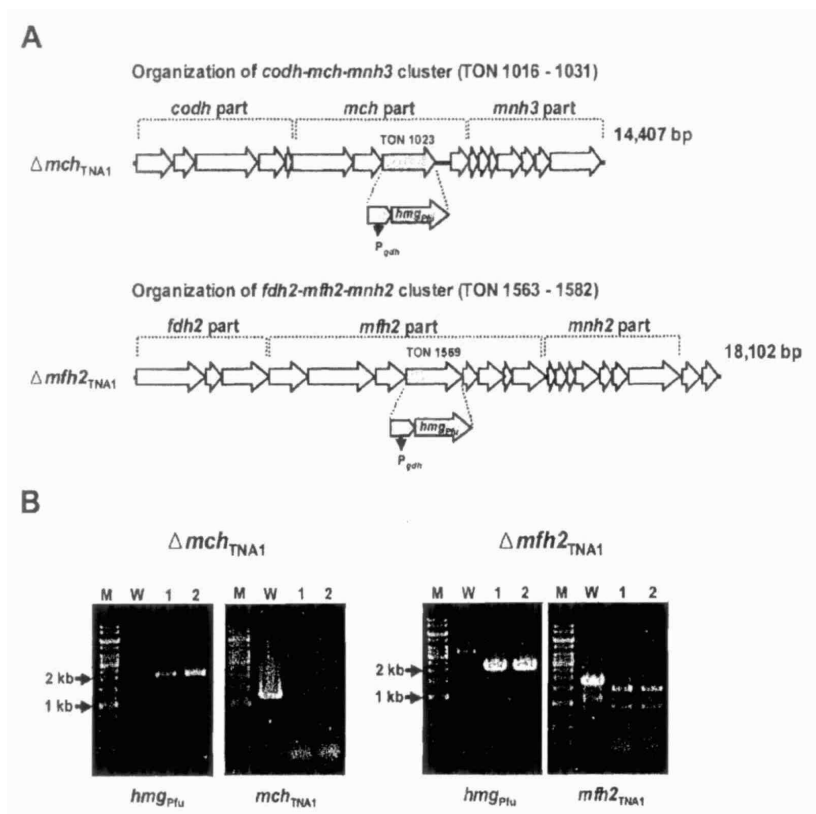 A
Organization of codh-mch-mnh3 cluster (TON 1016 - 1031)
codh part mch part mnh3 part
TON 1023
14,407 bp
ΔmchTNA1
hmgPfu
Pgdh
Organization of fdh2-mfh2-mnh2 cluster (TON 1563 - 1582)
fdh2 part mfh2 part mnh2 part
TON 1569
18,102 bp
Δmfh2TNA1
hmgPfu
Pgdh
B
ΔmchTNA1 Δmfh2TNA1
M W 1 2 M W 1 2 M W 1 2 M W 1 2
2 kb 2 kb
1 kb 1 kb
hmgPfu mchTNA1 hmgPfu mfh2TNA1